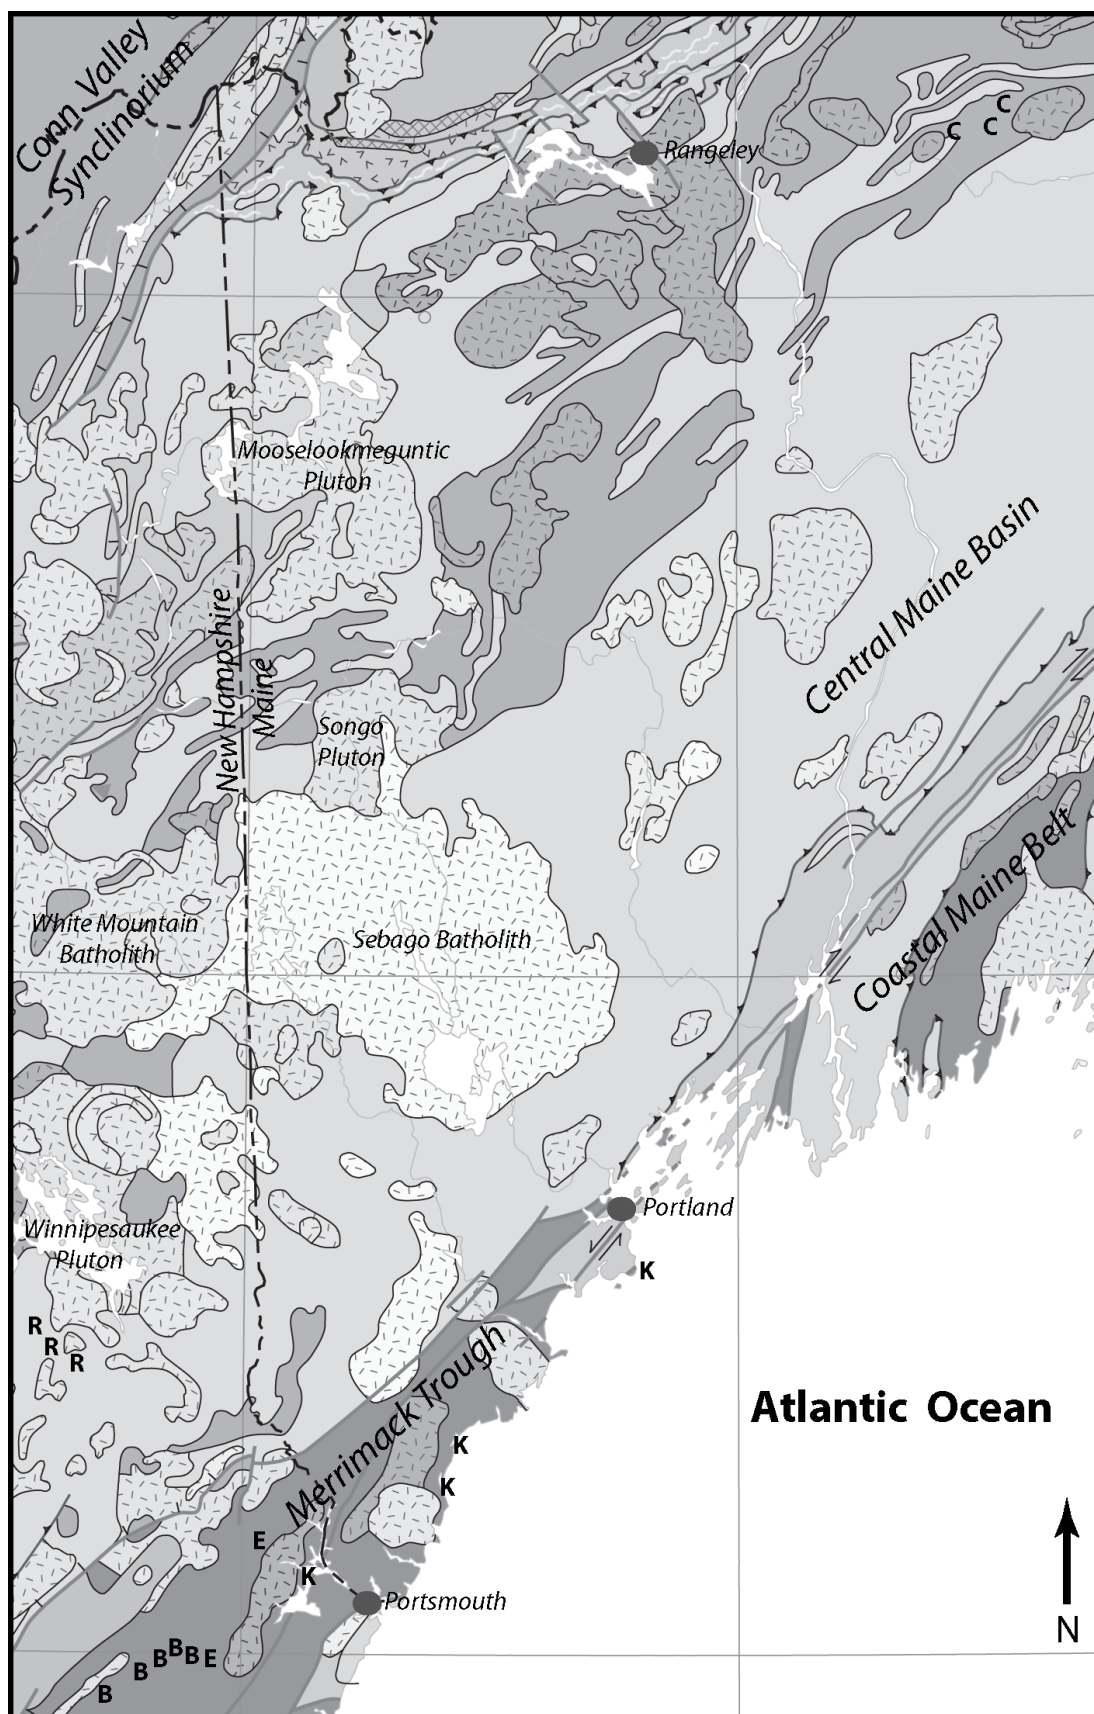 Conn Valley
Synclinorium
C
C
C
Rangeley
Mooselookmeguntic
Pluton
Central Maine Basin
New Hampshire
Maine
Songo
Pluton
Coastal Maine Belt
White Mountain
Batholith
Sebago Batholith
Portland
Winnipesaukee
Pluton
K
R
R
R
Merrimack Trough
Atlantic Ocean
K
K
E
K
Portsmouth
N
B
B
B
B
E
B